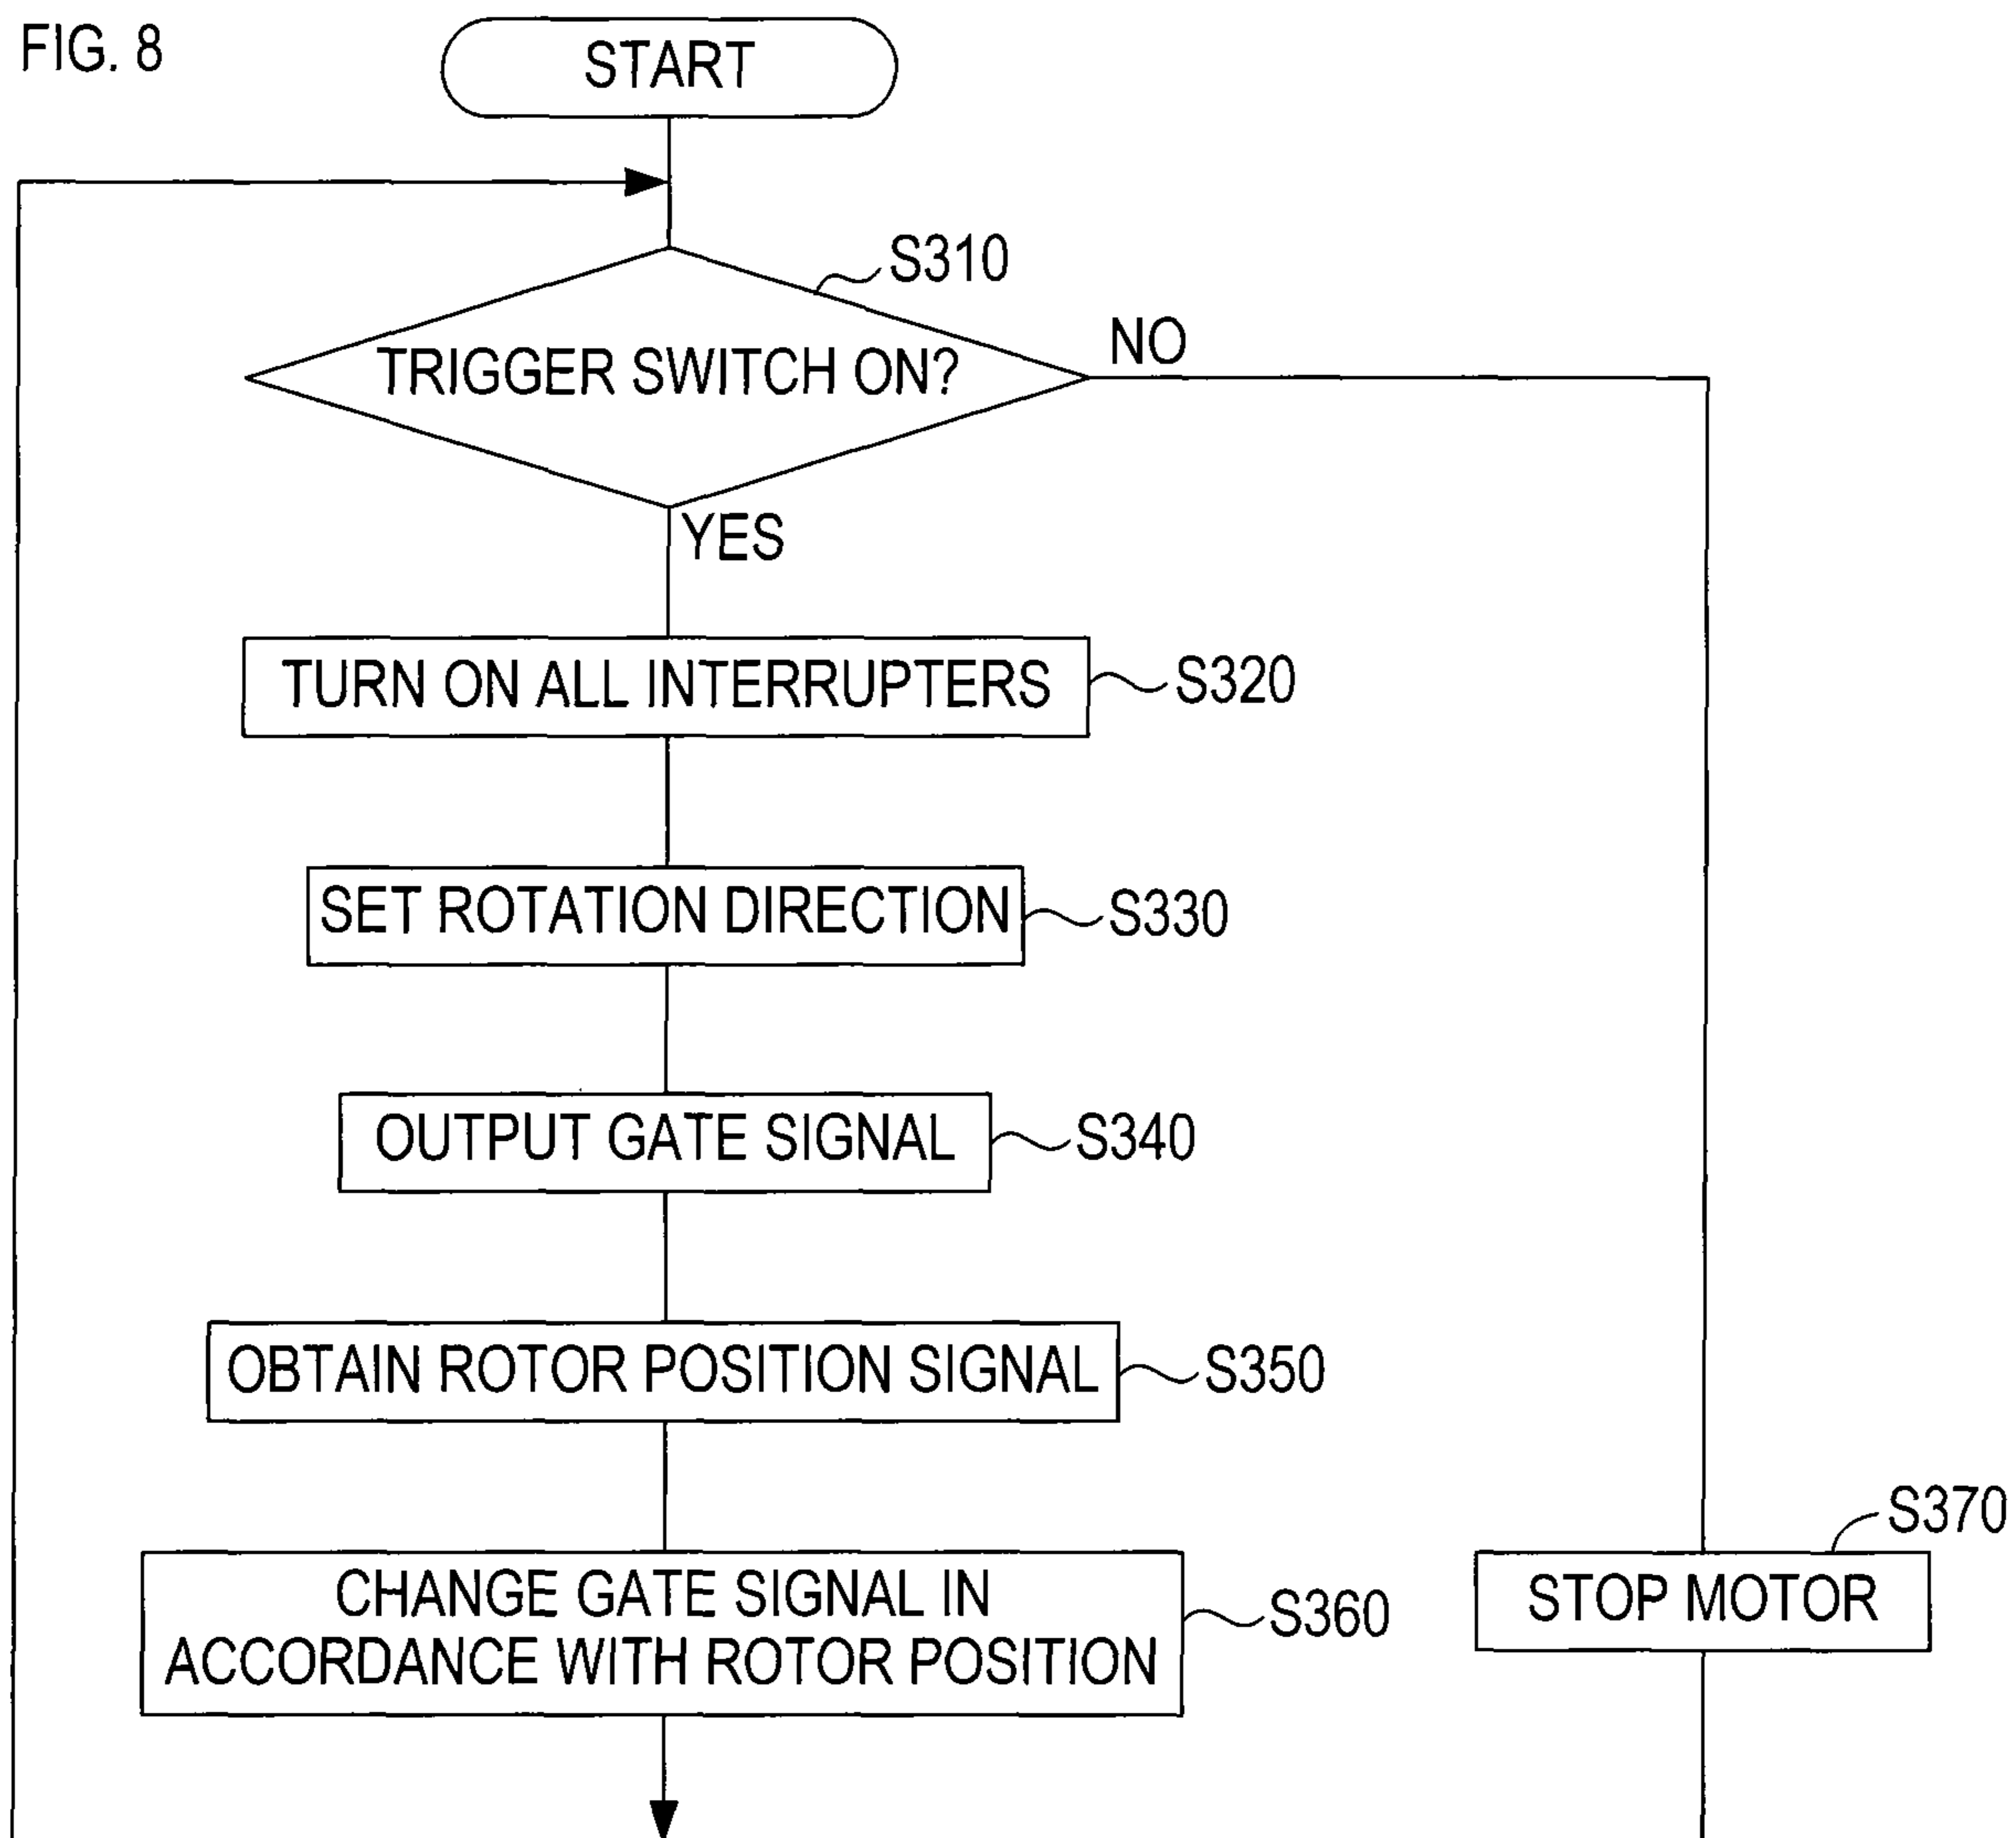 FIG. 8
START
S310
TRIGGER SWITCH ON?
NO
YES
TURN ON ALL INTERRUPTERS
S320
SET ROTATION DIRECTION
S330
OUTPUT GATE SIGNAL
S340
OBTAIN ROTOR POSITION SIGNAL
S350
CHANGE GATE SIGNAL IN
ACCORDANCE WITH ROTOR POSITION
S360
S370
STOP MOTOR